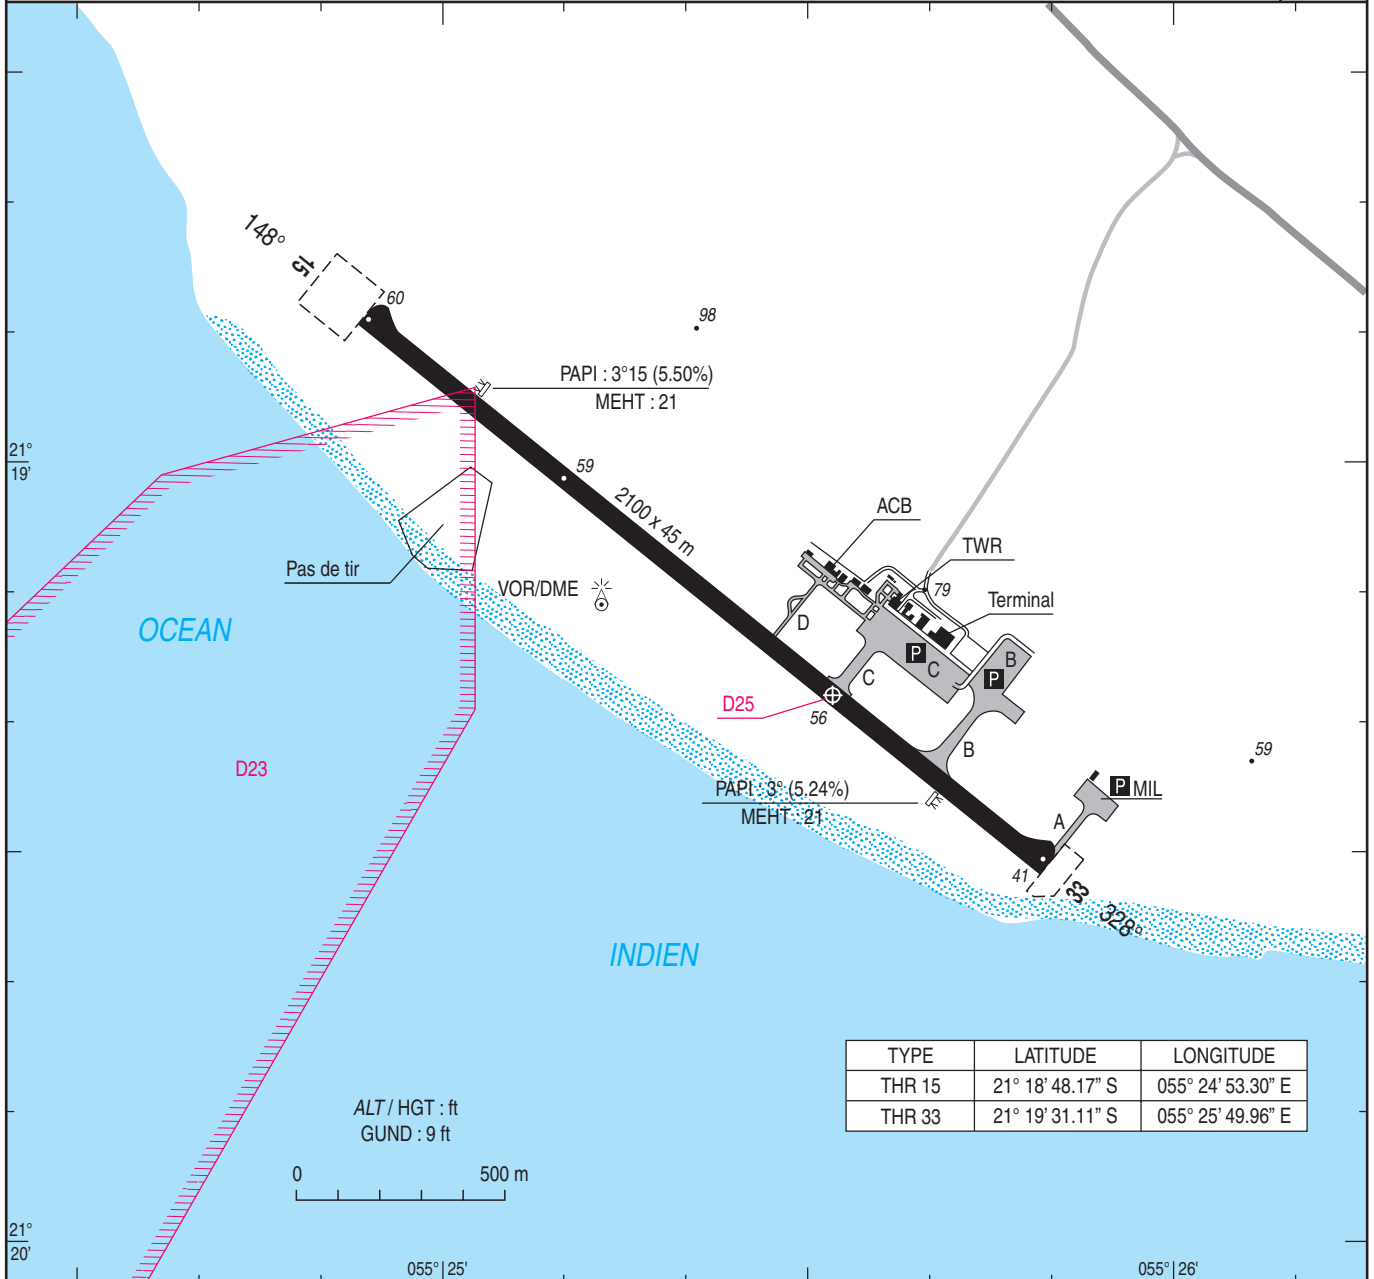 148°
15
60
98
PAPI : 3°15 (5.50%)
MEHT : 21
21°
19'
59
2100 x 45 m
ACB
TWR
79
Terminal
Pas de tir
VOR/DME
OCEAN
D
B
P
C
P
C
D25
56
B
59
D23
PAPI : 3° (5.24%)
MEHT : 21
P MIL
A
41
33
328°
INDIEN
TYPE LATITUDE LONGITUDE
THR 15 21° 18' 48.17” S 055° 24' 53.30” E
THR 33 21° 19' 31.11” S 055° 25' 49.96” E
ALT / HGT : ft
GUND : 9 ft
0 500 m
21°
20'
055° 25' 055° 26'